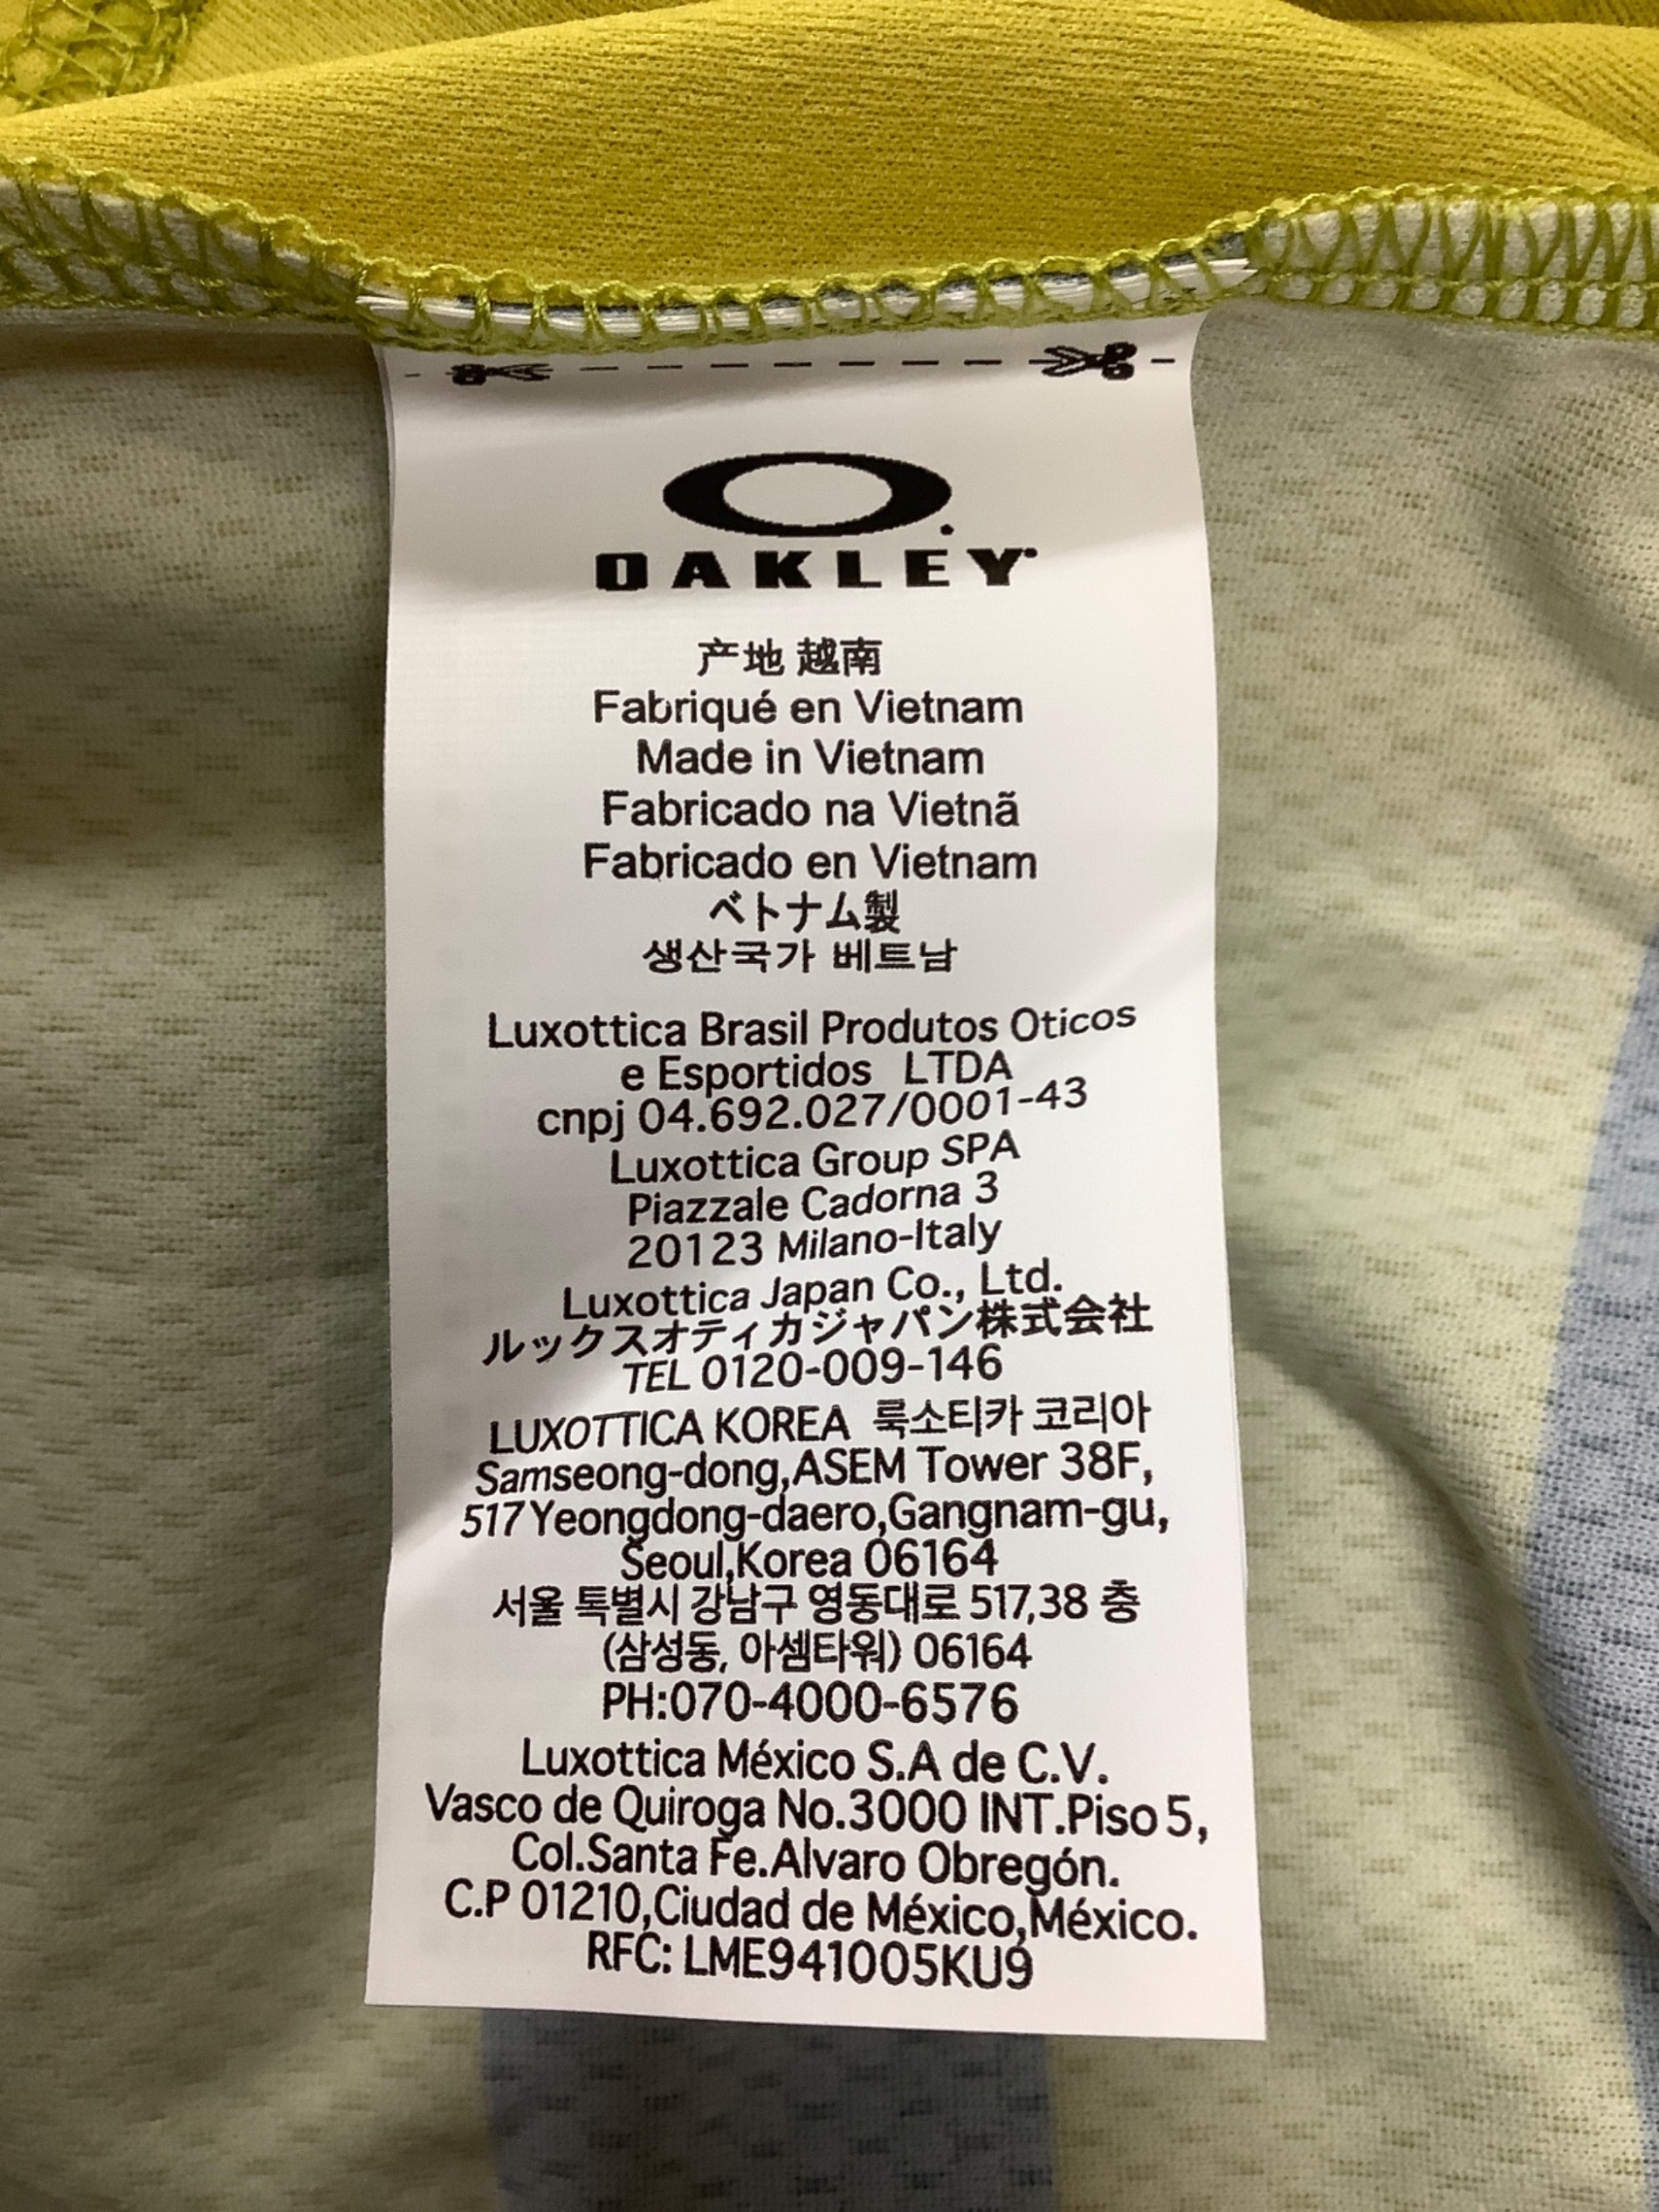 OAKLEY
产地 越南
Fabriqué en Vietnam
Made in Vietnam
Fabricado na Vietnã
Fabricado en Vietnam
ベトナム製
생산국가 베트남
Luxottica Brasil Produtos Oticos
e Esportidos LTDA
cnpj 04.692.027/0001-43
Luxottica Group SPA
Piazzale Cadorna 3
20123 Milano-Italy
Luxottica Japan Co., Ltd.
ルックスオティカジャパン株式会社
TEL 0120-009-146
LUXOTTICA KOREA 룩소티카 코리아
Samseong-dong,ASEM Tower 38F,
517 Yeongdong-daero,Gangnam-gu,
Seoul,Korea 06164
서울 특별시 강남구 영동대로 517,38 충
(삼성동, 아셈타워) 06164
PH:070-4000-6576
Luxottica México S.A de C.V.
Vasco de Quiroga No.3000 INT.Piso 5,
Col.Santa Fe.Alvaro Obregón.
C.P 01210,Ciudad de México,México.
RFC: LME941005KU9